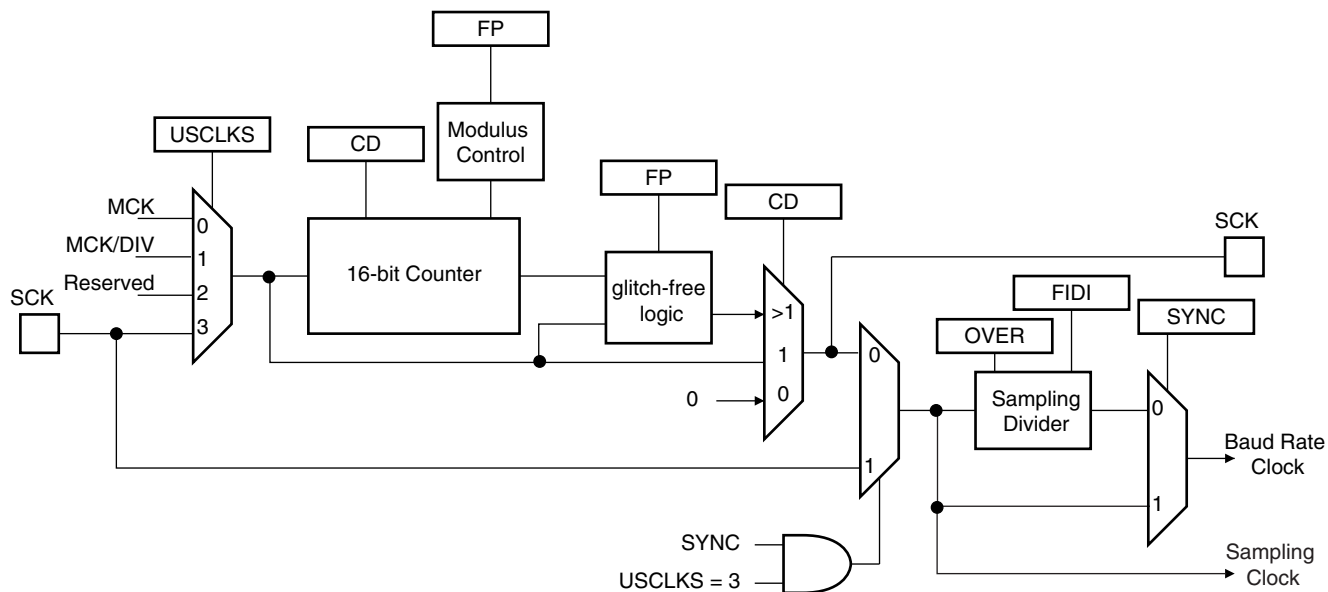 FP
USCLKS
CD
Modulus
Control
FP
CD
MCK
0
MCK/DIV
1
Reserved
2
SCK
3
16-bit Counter
glitch-free
logic
>1
1
0
0
SCK
FIDI
OVER
SYNC
0
1
Sampling
Divider
0
1
Baud Rate
Clock
SYNC
USCLKS = 3
Sampling
Clock